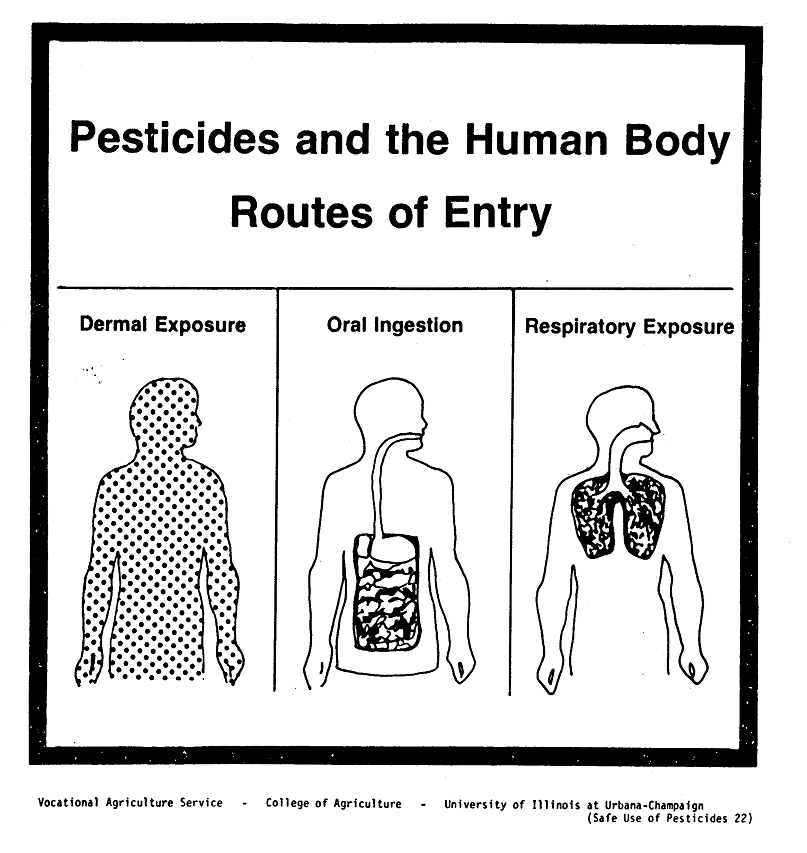 Pesticides and the Human Body
Routes of Entry
Dermal Exposure
Oral Ingestion
Respiratory Exposure
Vocational Agriculture Service - College of Agriculture - University of Illinois at Urbana-Champaign
(Safe Use of Pesticides 22)